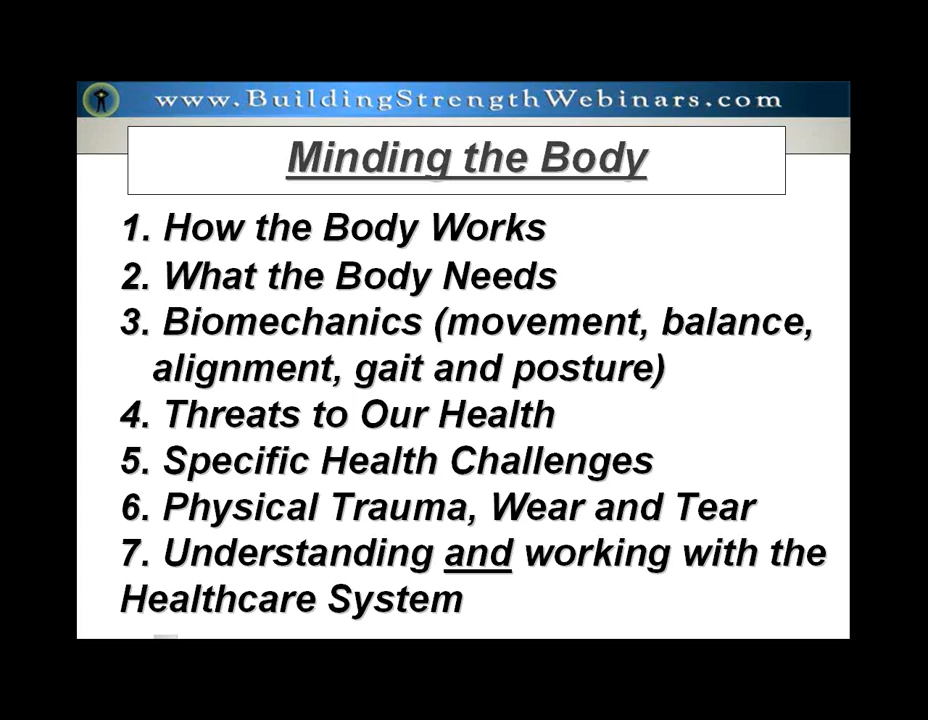 www.BuildingStrengthWebinars.com
Minding the Body
1. How the Body Works
2. What the Body Needs
3. Biomechanics (movement, balance,
alignment, gait and posture)
4. Threats to Our Health
5. Specific Health Challenges
6. Physical Trauma, Wear and Tear
7. Understanding and working with the
Healthcare System